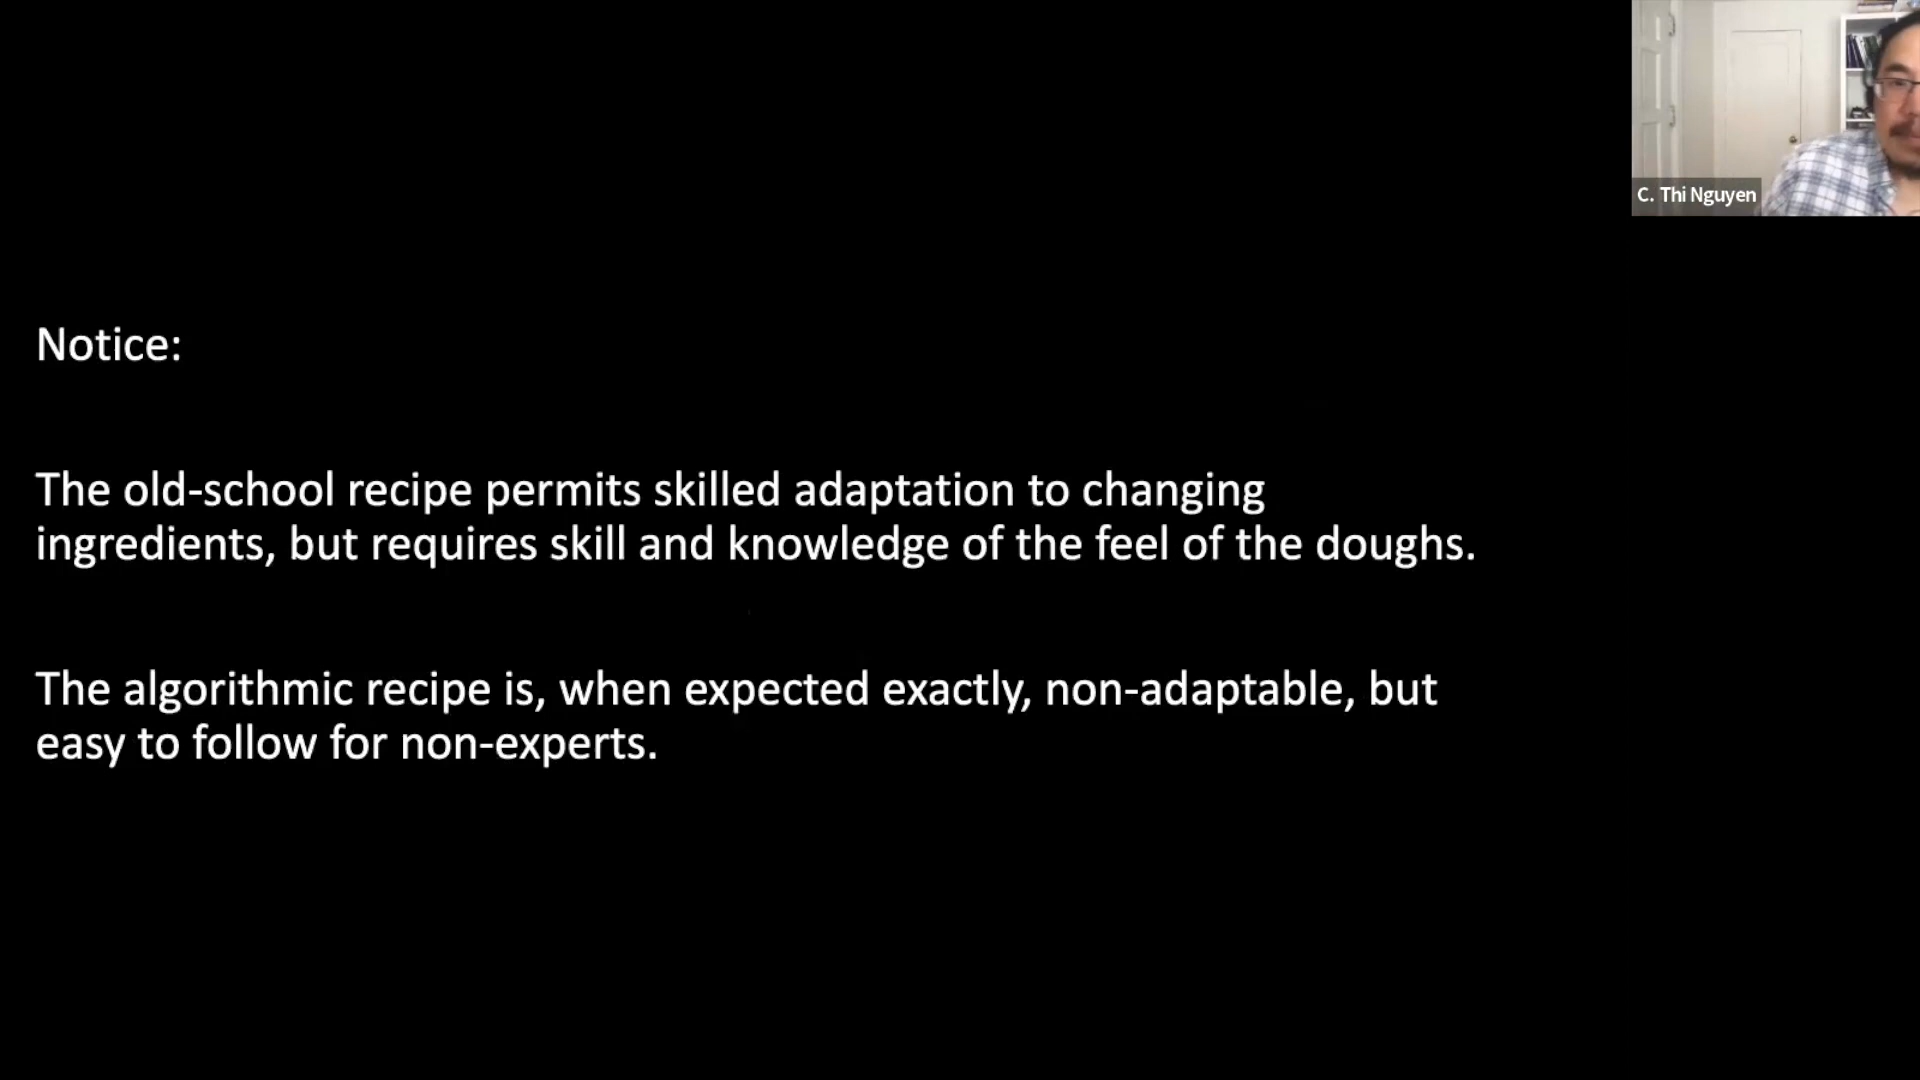 C. Thi Nguyen
Notice:
The old-school recipe permits skilled adaptation to changing
ingredients, but requires skill and knowledge of the feel of the doughs.
The algorithmic recipe is, when expected exactly, non-adaptable, but
easy to follow for non-experts.